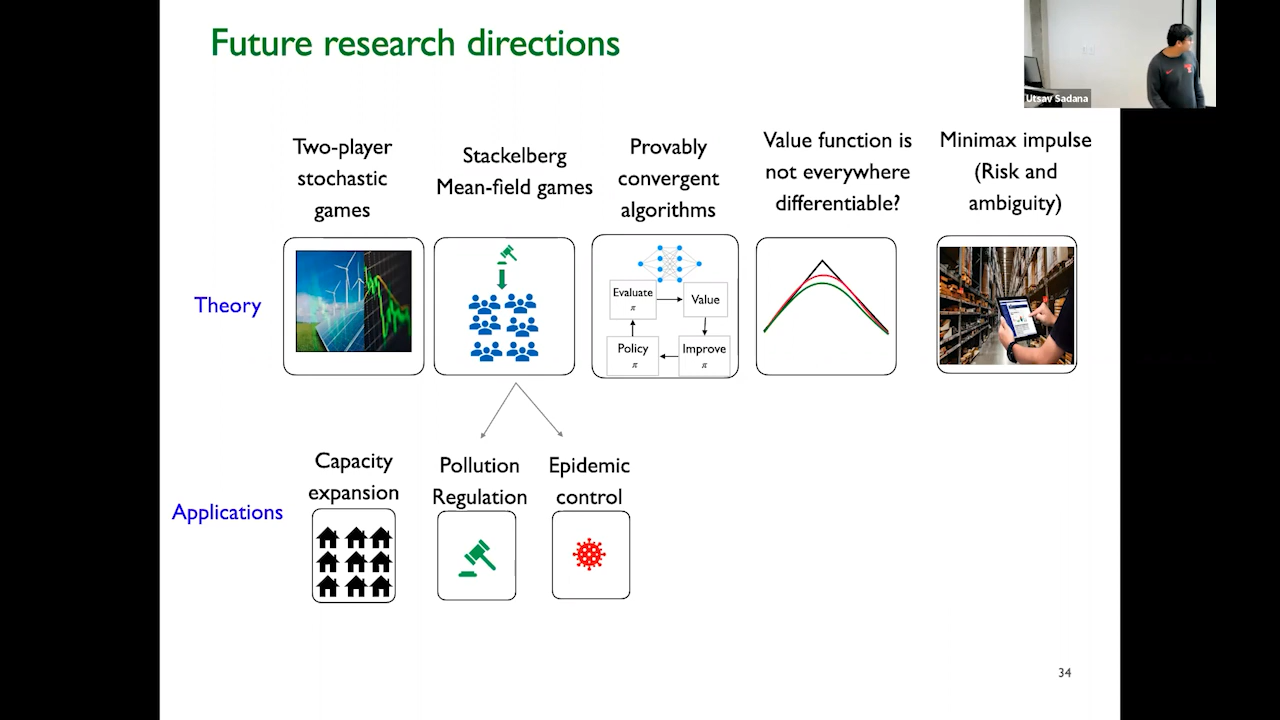 Future research directions
Utsav Sadana
Two-player
stochastic
games
Stackelberg
Mean-field games
Provably
convergent
algorithms
Value function is
not everywhere
differentiable?
Minimax impulse
(Risk and
ambiguity)
Theory
Evaluate
π
Value
Policy
π
Improve
π
Capacity
expansion
Pollution
Regulation
Epidemic
control
Applications
34